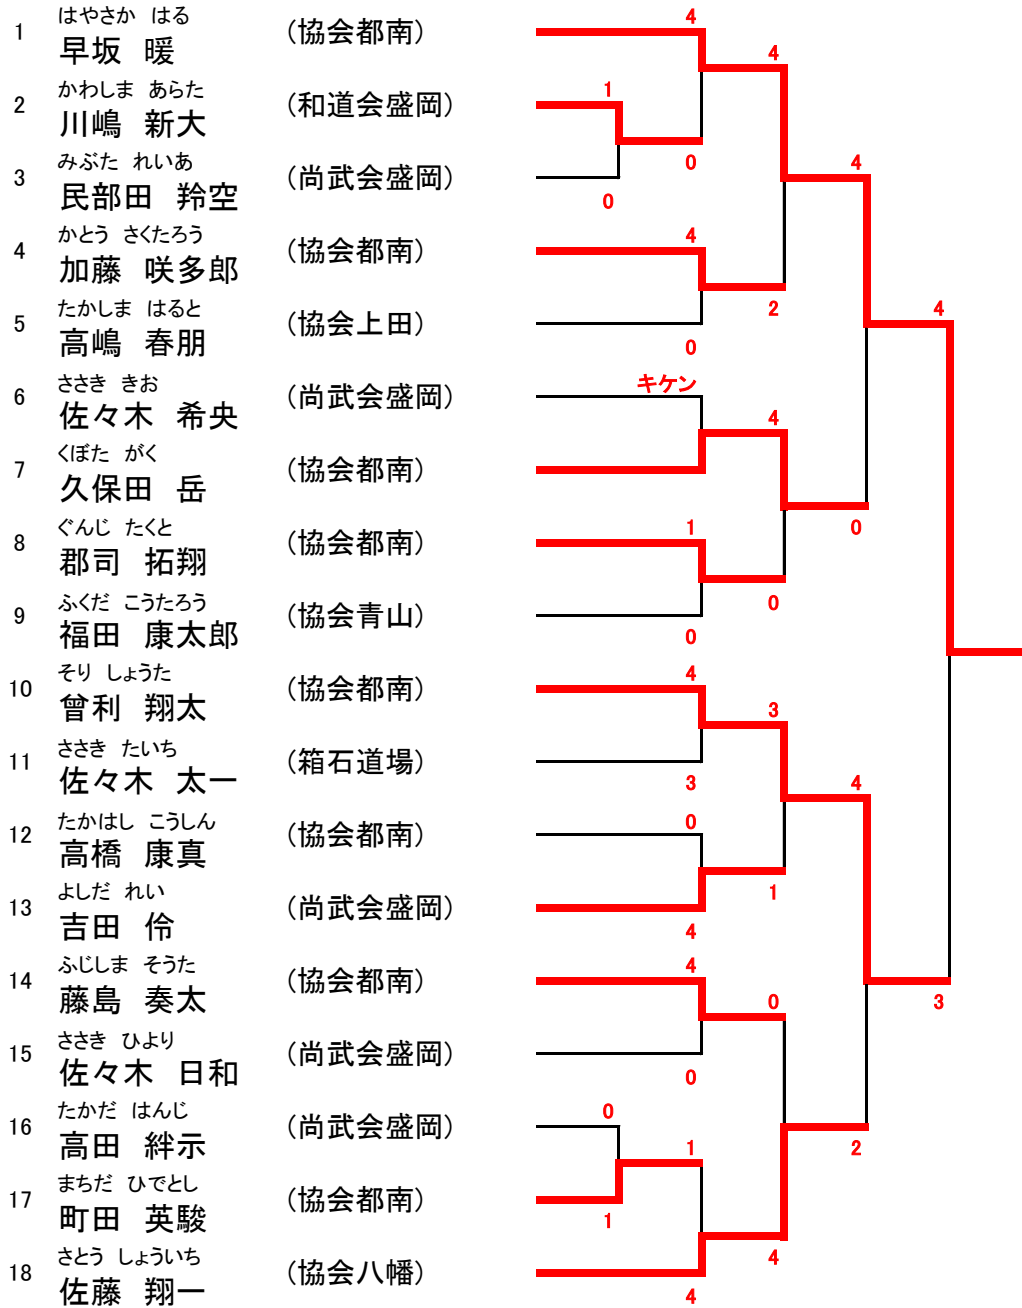 1 はやさか はる
早坂 暖 (協会都南)
2 かわしま あらた
川嶋 新大 (和道会盛岡)
3 みぶた れいあ
民部田 羚空 (尚武会盛岡)
4 かとう さくたろう
加藤 咲多郎 (協会都南)
5 たかしま はると
高嶋 春朋 (協会上田)
6 ささき きお
佐々木 希央 (尚武会盛岡)
7 くぼた がく
久保田 岳 (協会都南)
8 ぐんじ たくと
郡司 拓翔 (協会都南)
9 ふくだ こうたろう
福田 康太郎 (協会青山)
10 そり しょうた
曾利 翔太 (協会都南)
11 ささき たいち
佐々木 太一 (箱石道場)
12 たかはし こうしん
高橋 康真 (協会都南)
13 よしだ れい
吉田 伶 (尚武会盛岡)
14 ふじしま そうた
藤島 奏太 (協会都南)
15 ささき ひより
佐々木 日和 (尚武会盛岡)
16 たかだ はんじ
高田 絆示 (尚武会盛岡)
17 まちだ ひでとし
町田 英駿 (協会都南)
18 さとう しょういち
佐藤 翔一 (協会八幡)
1
0
0
1
4
0
4
0
キケン
1
0
4
3
0
4
4
0
1
4
4
2
4
0
3
1
0
4
4
0
4
2
4
3